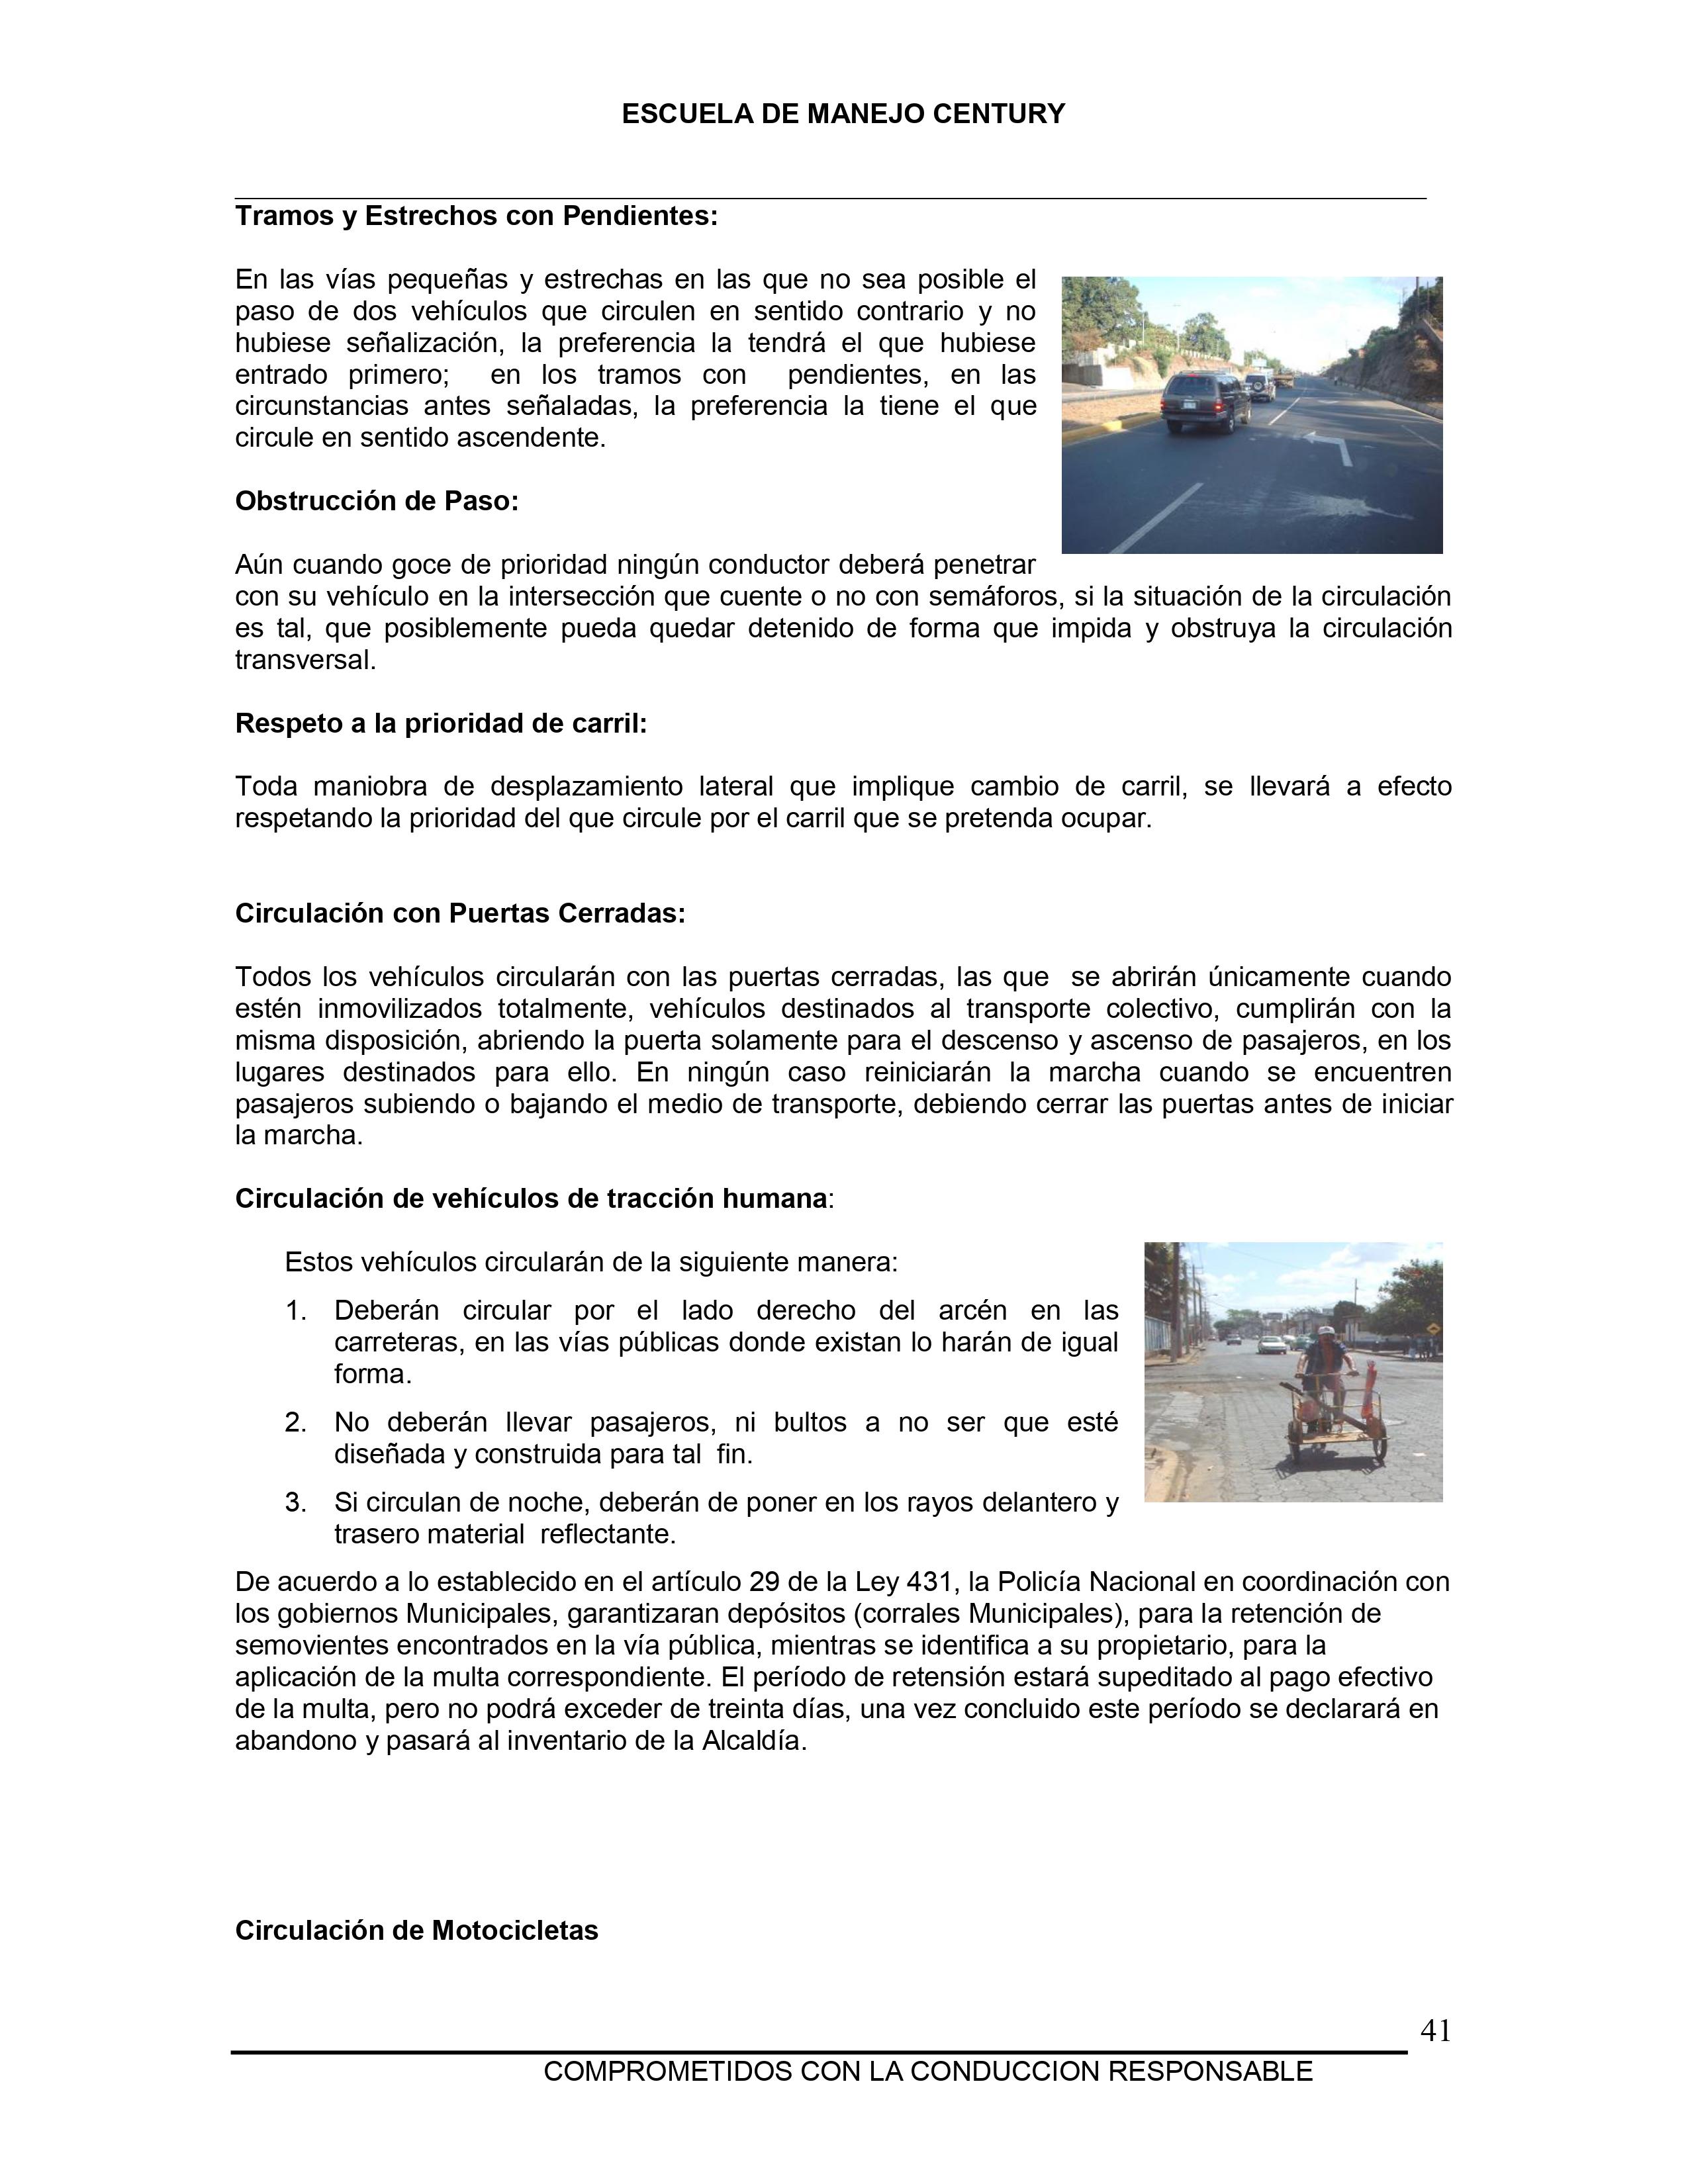 ESCUELA DE MANEJO CENTURY
Tramos y Estrechos con Pendientes:
En las vías pequeñas y estrechas en las que no sea posible el
paso de dos vehículos que circulen en sentido contrario y no
hubiese señalización, la preferencia la tendrá el que hubiese
entrado primero; en los tramos con pendientes, en las
circunstancias antes señaladas, la preferencia la tiene el que
circule en sentido ascendente.
Obstrucción de Paso:
Aún cuando goce de prioridad ningún conductor deberá penetrar
con su vehículo en la intersección que cuente o no con semáforos, si la situación de la circulación
es tal, que posiblemente pueda quedar detenido de forma que impida y obstruya la circulación
transversal.
Respeto a la prioridad de carril:
Toda maniobra de desplazamiento lateral que implique cambio de carril, se llevará a efecto
respetando la prioridad del que circule por el carril que se pretenda ocupar.
Circulación con Puertas Cerradas:
Todos los vehículos circularán con las puertas cerradas, las que se abrirán únicamente cuando
estén inmovilizados totalmente, vehículos destinados al transporte colectivo, cumplirán con la
misma disposición, abriendo la puerta solamente para el descenso y ascenso de pasajeros, en los
lugares destinados para ello. En ningún caso reiniciarán la marcha cuando se encuentren
pasajeros subiendo o bajando el medio de transporte, debiendo cerrar las puertas antes de iniciar
la marcha.
Circulación de vehículos de tracción humana:
Estos vehículos circularán de la siguiente manera:
1. Deberán circular por el lado derecho del arcén en las
carreteras, en las vías públicas donde existan lo harán de igual
forma.
2. No deberán llevar pasajeros, ni bultos a no ser que esté
diseñada y construida para tal fin.
3. Si circulan de noche, deberán de poner en los rayos delantero y
trasero material reflectante.
De acuerdo a lo establecido en el artículo 29 de la Ley 431, la Policía Nacional en coordinación con
los gobiernos Municipales, garantizaran depósitos (corrales Municipales), para la retención de
semovientes encontrados en la vía pública, mientras se identifica a su propietario, para la
aplicación de la multa correspondiente. El período de retensión estará supeditado al pago efectivo
de la multa, pero no podrá exceder de treinta días, una vez concluido este período se declarará en
abandono y pasará al inventario de la Alcaldía.
Circulación de Motocicletas
41
COMPROMETIDOS CON LA CONDUCCION RESPONSABLE